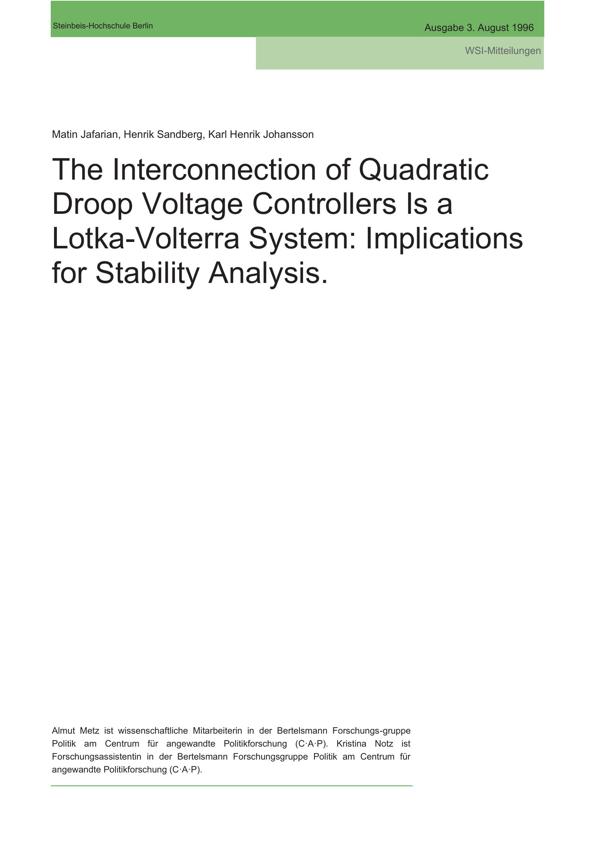 Steinbeis-Hochschule Berlin
Ausgabe 3. August 1996
WSI-Mitteilungen
Matin Jafarian, Henrik Sandberg, Karl Henrik Johansson
The Interconnection of Quadratic
Droop Voltage Controllers Is a
Lotka-Volterra System: Implications
for Stability Analysis.
Almut Metz ist wissenschaftliche Mitarbeiterin in der Bertelsmann Forschungs-gruppe
Politik am Centrum für angewandte Politikforschung (C·A·P). Kristina Notz ist
Forschungsassistentin in der Bertelsmann Forschungsgruppe Politik am Centrum für
angewandte Politikforschung (C·A·P).